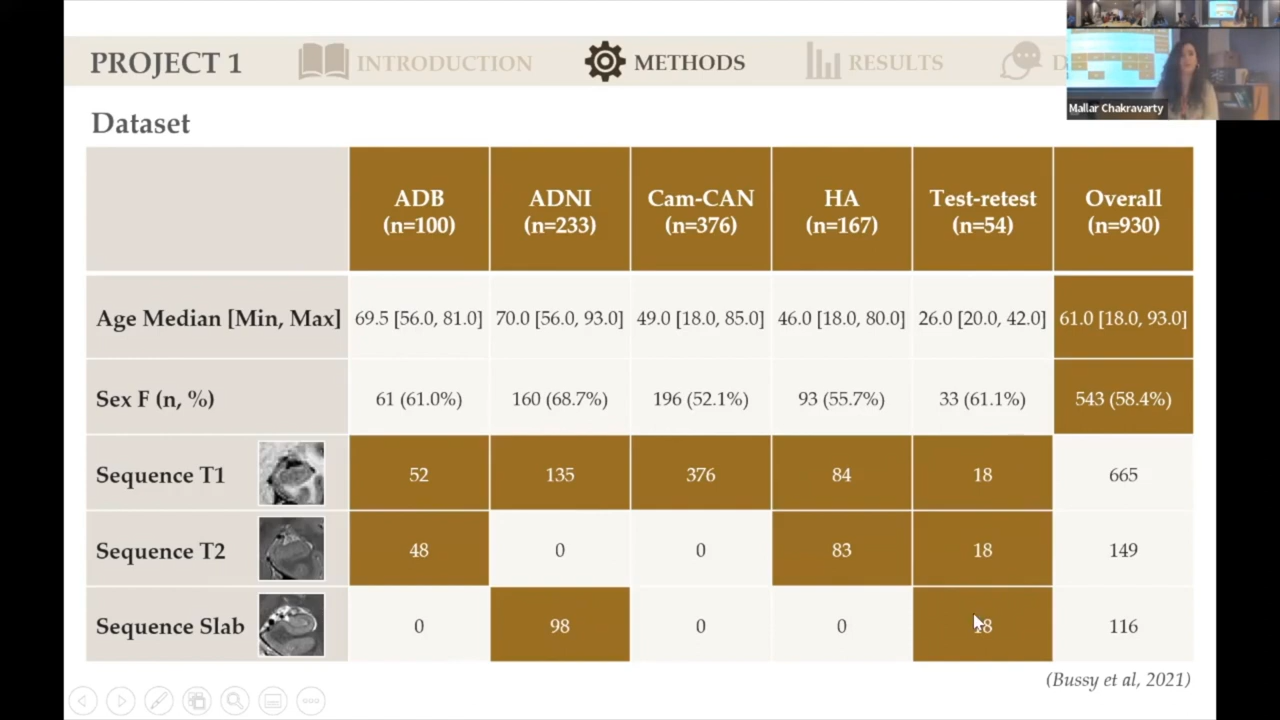 PROJECT 1 INTRODUCTION METHODS RESULTS D
Mallar Chakravarty
Dataset
ADB ADNI Cam-CAN HA Test-retest Overall
(n=100) (n=233) (n=376) (n=167) (n=54) (n=930)
Age Median [Min, Max] 69.5 [56.0, 81.0] 70.0 [56.0, 93.0] 49.0 [18.0, 85.0] 46.0 [18.0, 80.0] 26.0 [20.0, 42.0] 61.0 [18.0, 93.0]
Sex F (n, %) 61 (61.0%) 160 (68.7%) 196 (52.1%) 93 (55.7%) 33 (61.1%) 543 (58.4%)
Sequence T1 52 135 376 84 18 665
Sequence T2 48 0 0 83 18 149
Sequence Slab 0 98 0 0 18 116
(Bussy et al, 2021)